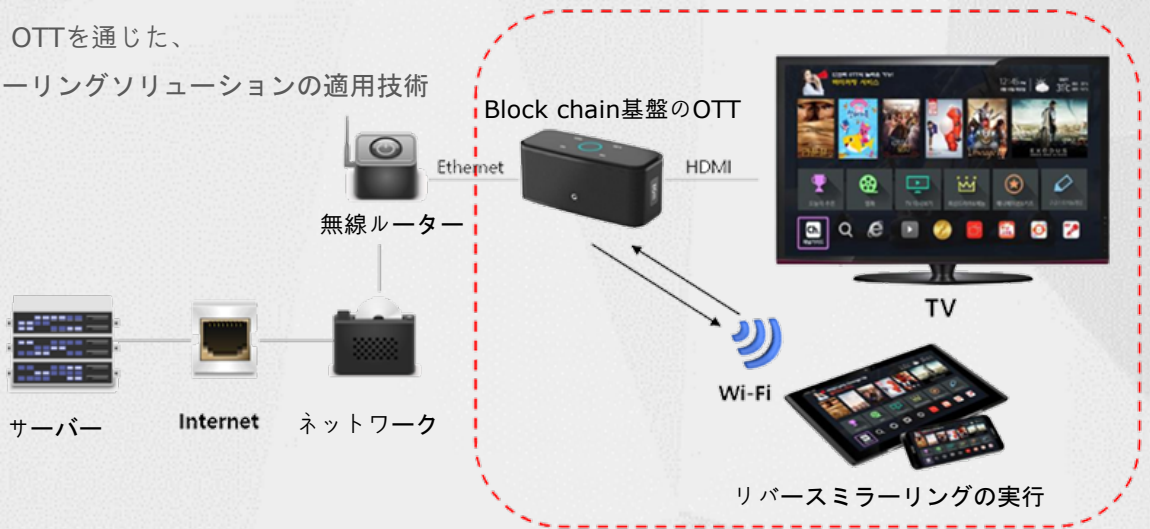 OTTを通じた、
ーリングソリューションの適用技術
Block chain基盤のOTT
Ethernet
HDMI
無線ルーター
TV
Wi-Fi
サーバー
Internet
ネットワーク
リバースミラーリングの実行